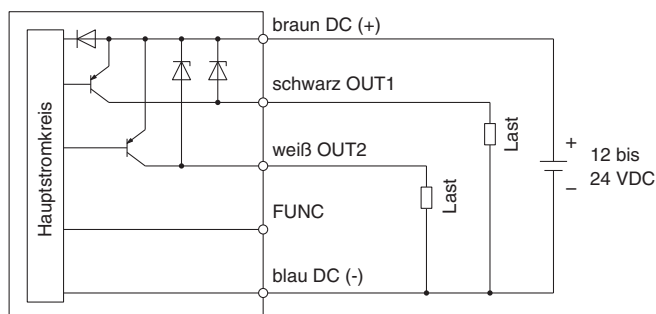 braun DC (+)
schwarz OUT1
weiß OUT2
FUNC
blau DC (-)
Hauptstromkreis
Last
Last
+
12 bis
24 VDC
−